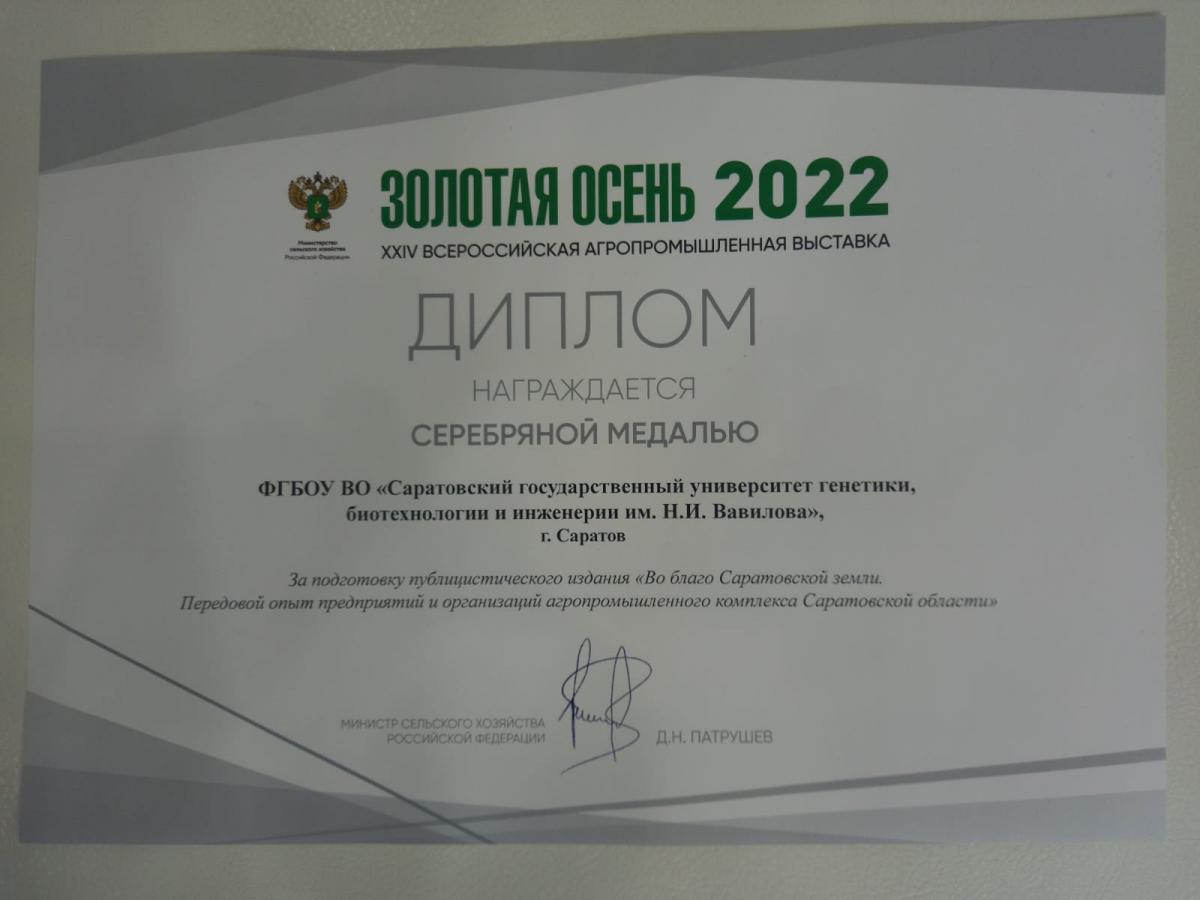 ЗОЛОТАЯ ОСЕНЬ 2022
XXIV ВСЕРОССИЙСКАЯ АГРОПРОМЫШЛЕННАЯ ВЫСТАВКА
Министерство
сельского хозяйства
Российской Федерации
ДИПЛОМ
НАГРАЖДАЕТСЯ
СЕРЕБРЯНОЙ МЕДАЛЬЮ
ФГБОУ ВО «Саратовский государственный университет генетики,
биотехнологии и инженерии им. Н.И. Вавилова»,
г. Саратов
За подготовку публицистического издания «Во благо Саратовской земли.
Передовой опыт предприятий и организаций агропромышленного комплекса Саратовской области»
МИНИСТР СЕЛЬСКОГО ХОЗЯЙСТВА
РОССИЙСКОЙ ФЕДЕРАЦИИ
Д.Н. ПАТРУШЕВ